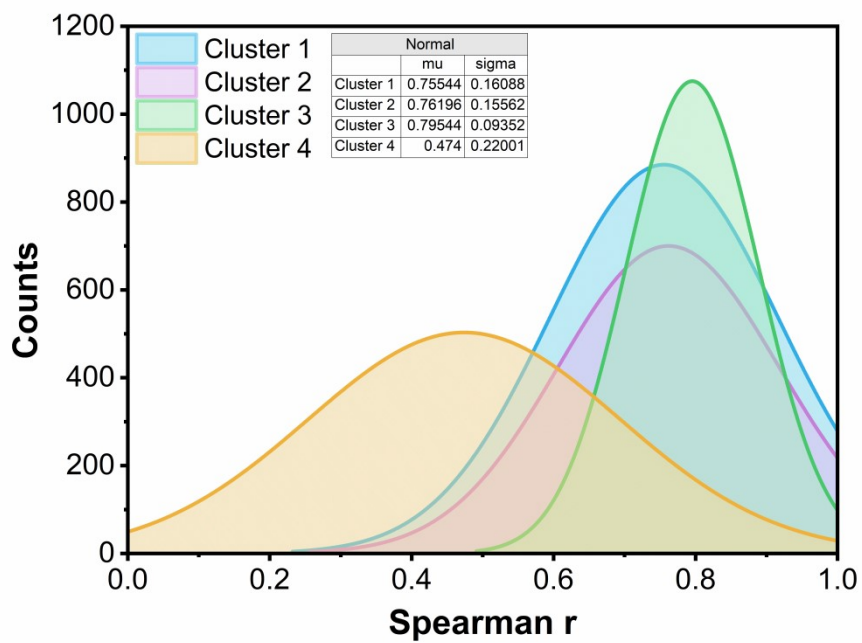 1200
1000
800
600
400
200
0
Counts
Cluster 1
Cluster 2
Cluster 3
Cluster 4
Normal
mu sigma
Cluster 1 0.75544 0.16088
Cluster 2 0.76196 0.15562
Cluster 3 0.79544 0.09352
Cluster 4 0.474 0.22001
0.0 0.2 0.4 0.6 0.8 1.0
Spearman r